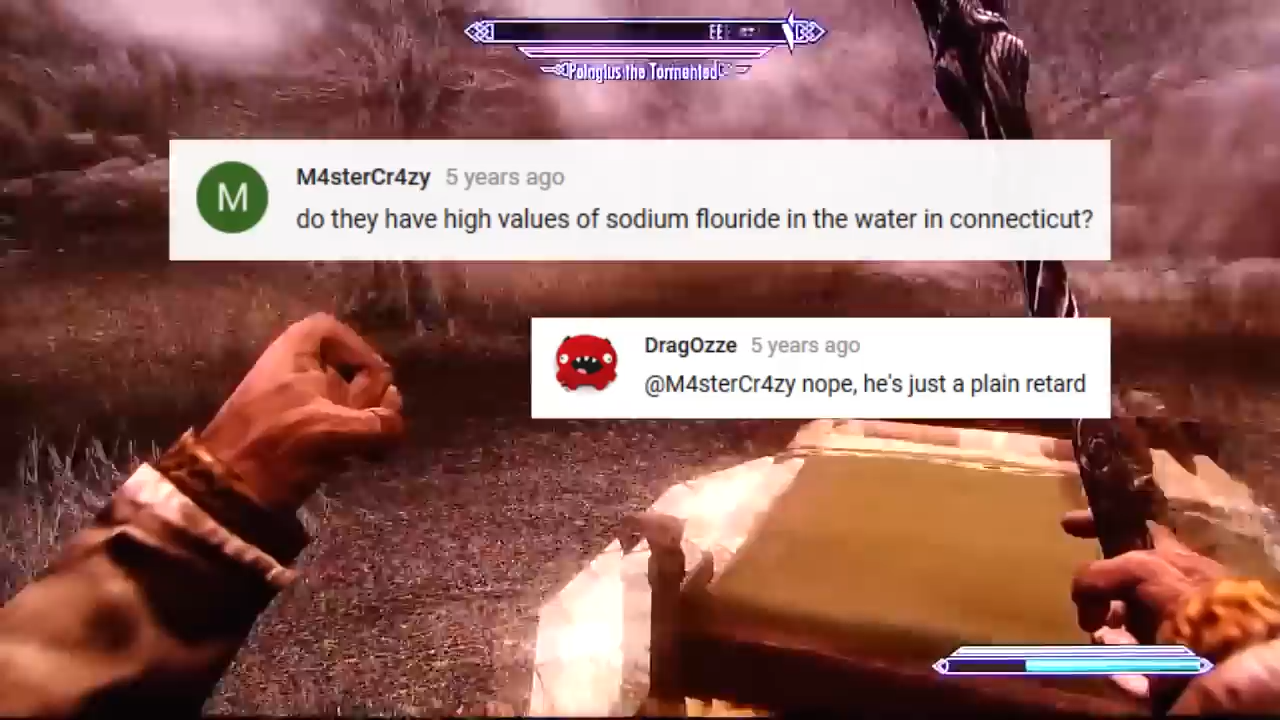 Pelagius the Tormented
M
M4sterCr4zy 5 years ago
do they have high values of sodium flouride in the water in connecticut?
DragOzze 5 years ago
@M4sterCr4zy nope, he's just a plain retard